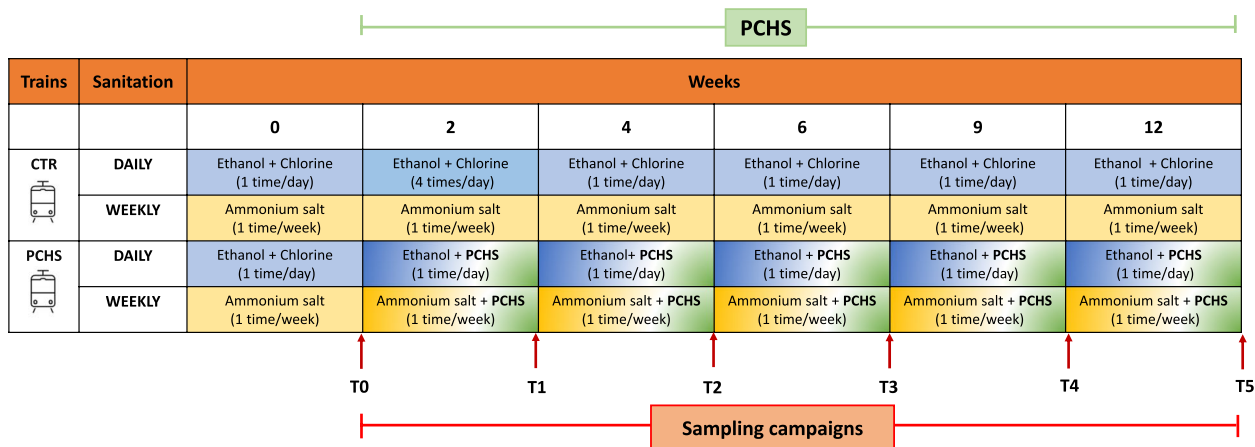 PCHS
Trains Sanitation Weeks
0 2 4 6 9 12
CTR DAILY Ethanol + Chlorine Ethanol + Chlorine Ethanol + Chlorine Ethanol + Chlorine Ethanol + Chlorine Ethanol + Chlorine
(1 time/day) (4 times/day) (1 time/day) (1 time/day) (1 time/day) (1 time/day)
WEEKLY Ammonium salt Ammonium salt Ammonium salt Ammonium salt Ammonium salt Ammonium salt
(1 time/week) (1 time/week) (1 time/week) (1 time/week) (1 time/week) (1 time/week)
PCHS DAILY Ethanol + Chlorine Ethanol + PCHS Ethanol+ PCHS Ethanol + PCHS Ethanol + PCHS Ethanol + PCHS
(1 time/day) (1 time/day) (1 time/day) (1 time/day) (1 time/day) (1 time/day)
WEEKLY Ammonium salt Ammonium salt + PCHS Ammonium salt + PCHS Ammonium salt + PCHS Ammonium salt + PCHS Ammonium salt + PCHS
(1 time/week) (1 time/week) (1 time/week) (1 time/week) (1 time/week) (1 time/week)
T0 T1 T2 T3 T4 T5
Sampling campaigns